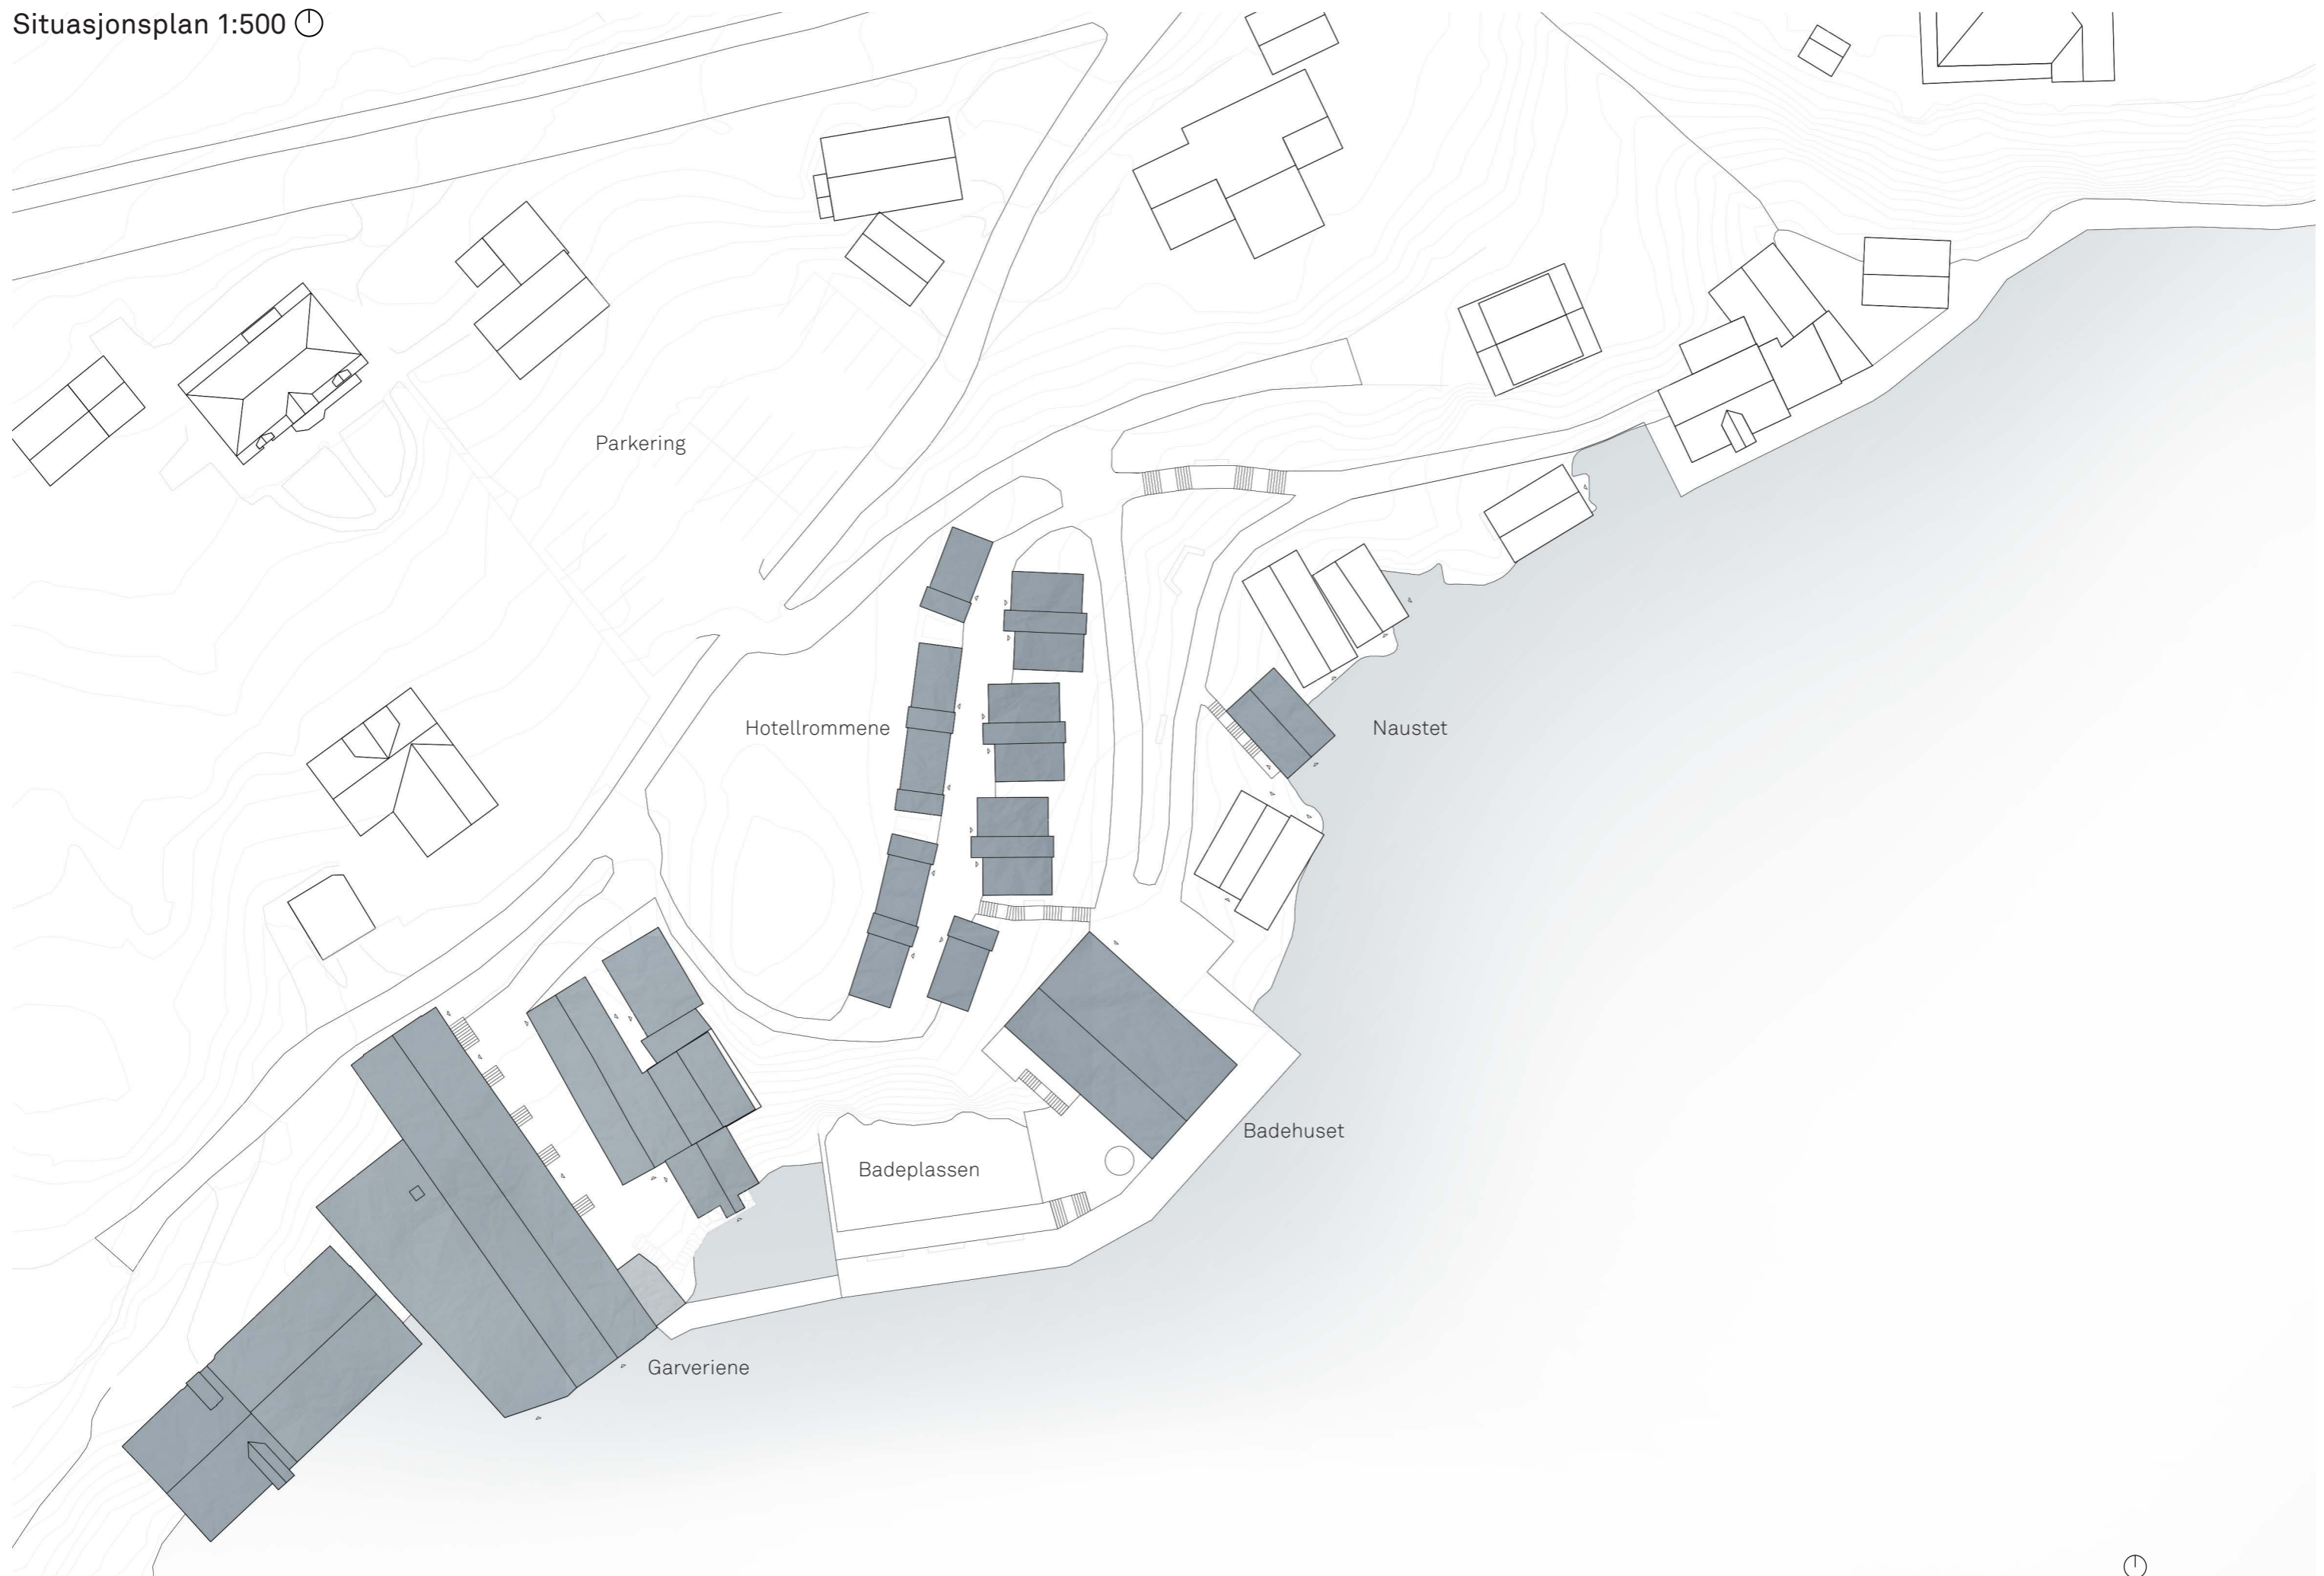 Situasjonsplan 1:500
Parkering
Hotellrommene
Naustet
Badehuset
Badeplassen
Garveriene